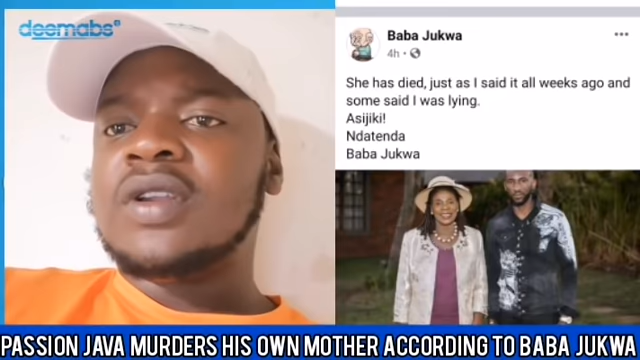 deemabs
Baba Jukwa
4h
She has died, just as I said it all weeks ago and
some said I was lying.
Asijiki!
Ndatenda
Baba Jukwa
PASSION JAVA MURDERS HIS OWN MOTHER ACCORDING TO BABA JUKWA